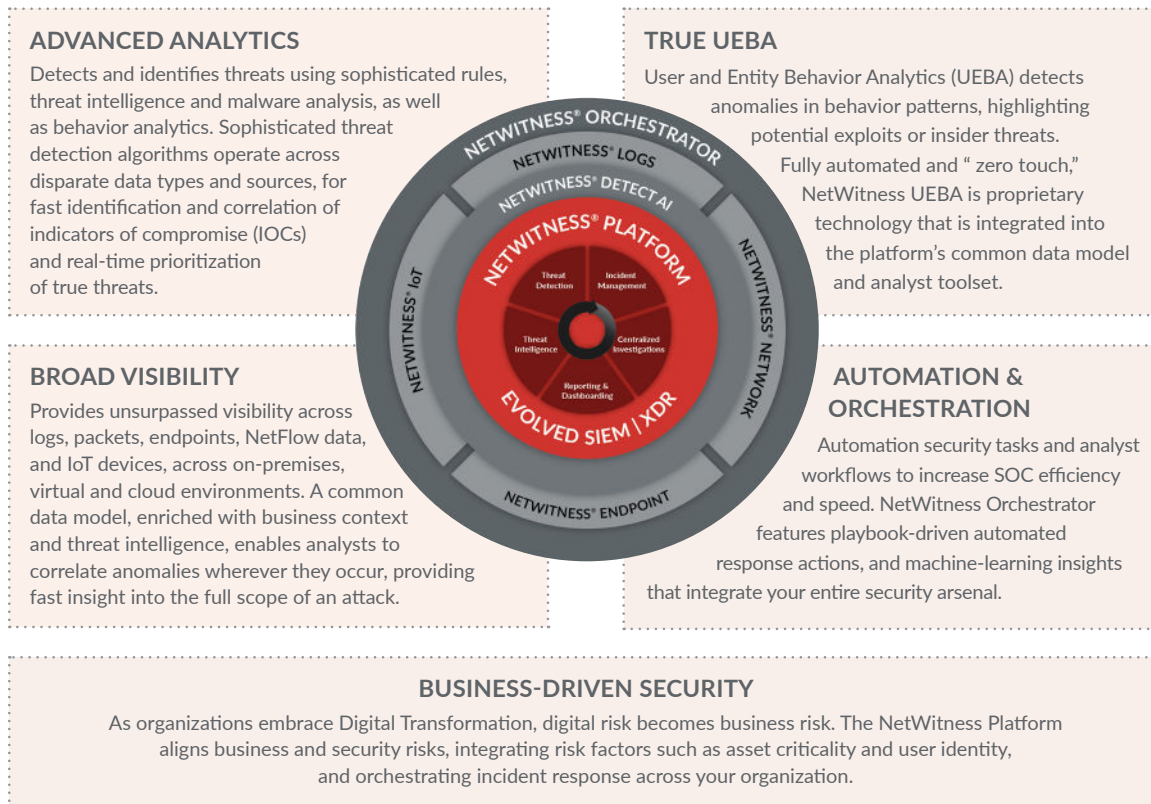 ADVANCED ANALYTICS
Detects and identifies threats using sophisticated rules,
threat intelligence and malware analysis, as well
as behavior analytics. Sophisticated threat
detection algorithms operate across
disparate data types and sources, for
fast identification and correlation of
indicators of compromise (IOCs)
and real-time prioritization
of true threats.
TRUE UEBA
User and Entity Behavior Analytics (UEBA) detects
anomalies in behavior patterns, highlighting
potential exploits or insider threats.
Fully automated and “ zero touch,”
NetWitness UEBA is proprietary
technology that is integrated into
the platform’s common data model
and analyst toolset.
NETWITNESS® ORCHESTRATOR
NETWITNESS® LOGS
NETWITNESS® DETECT AI
NETWITNESS® PLATFORM
NETWITNESS® IoT
NETWITNESS® NETWORK
Threat
Detection
Incident
Management
Threat
Intelligence
Centralized
Investigations
Reporting &
Dashboarding
EVOLVED SIEM | XDR
NETWITNESS® ENDPOINT
BROAD VISIBILITY
Provides unsurpassed visibility across
logs, packets, endpoints, NetFlow data,
and IoT devices, across on-premises,
virtual and cloud environments. A common
data model, enriched with business context
and threat intelligence, enables analysts to
correlate anomalies wherever they occur, providing
fast insight into the full scope of an attack.
AUTOMATION &
ORCHESTRATION
Automation security tasks and analyst
workflows to increase SOC efficiency
and speed. NetWitness Orchestrator
features playbook-driven automated
response actions, and machine-learning insights
that integrate your entire security arsenal.
BUSINESS-DRIVEN SECURITY
As organizations embrace Digital Transformation, digital risk becomes business risk. The NetWitness Platform
aligns business and security risks, integrating risk factors such as asset criticality and user identity,
and orchestrating incident response across your organization.